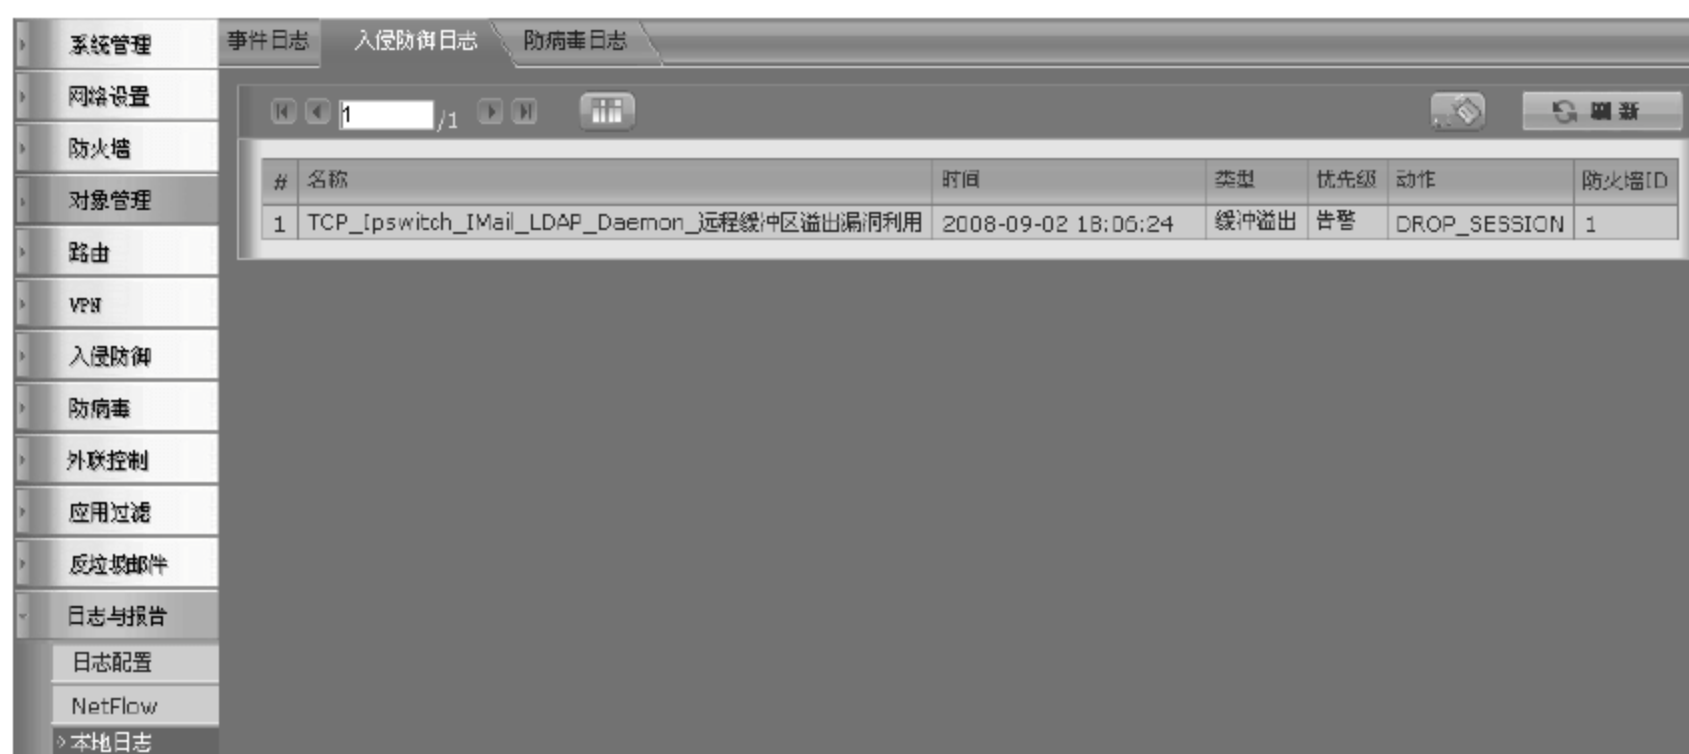 系统管理
网络设置
防火墙
对象管理
路由
VPN
入侵防御
防病毒
外联控制
应用过滤
反垃圾邮件
日志与报告
日志配置
NetFlow
本地日志
事件日志 入侵防御日志 防病毒日志
1 /1 刷新
# 名称 时间 类型 优先级 动作 防火墙ID
1 TCP_Ipswitch_IMail_LDAP_Daemon_远程缓冲区溢出漏洞利用 2008-09-02 18:06:24 缓冲溢出 告警 DROP_SESSION 1